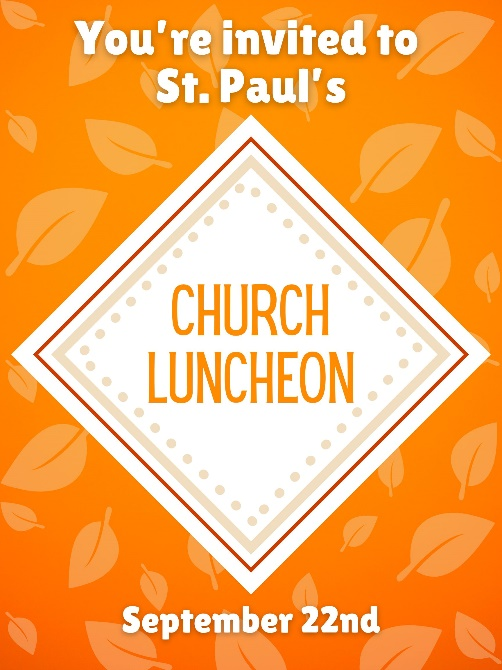 You're invited to
St. Paul's
CHURCH
LUNCHEON
September 22nd